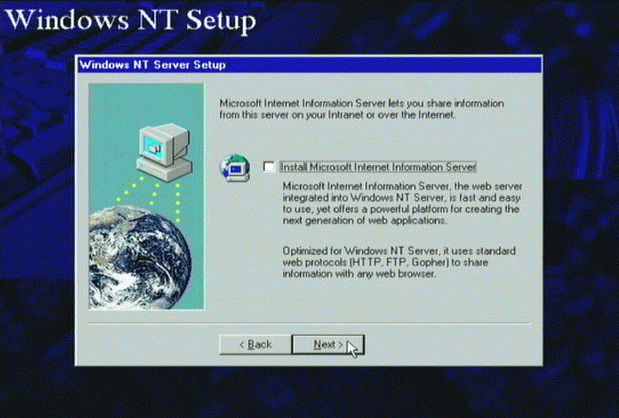 Windows NT Setup
Windows NT Server Setup
Microsoft Internet Information Server lets you share information
from this server on your Intranet or over the Internet.
Install Microsoft Internet Information Server
Microsoft Internet Information Server, the web server
integrated into Windows NT Server, is fast and easy
to use, yet offers a powerful platform for creating the
next generation of web applications.
Optimized for Windows NT Server, it uses standard
web protocols (HTTP, FTP, Gopher) to share
information with any web browser.
< Back
Next >